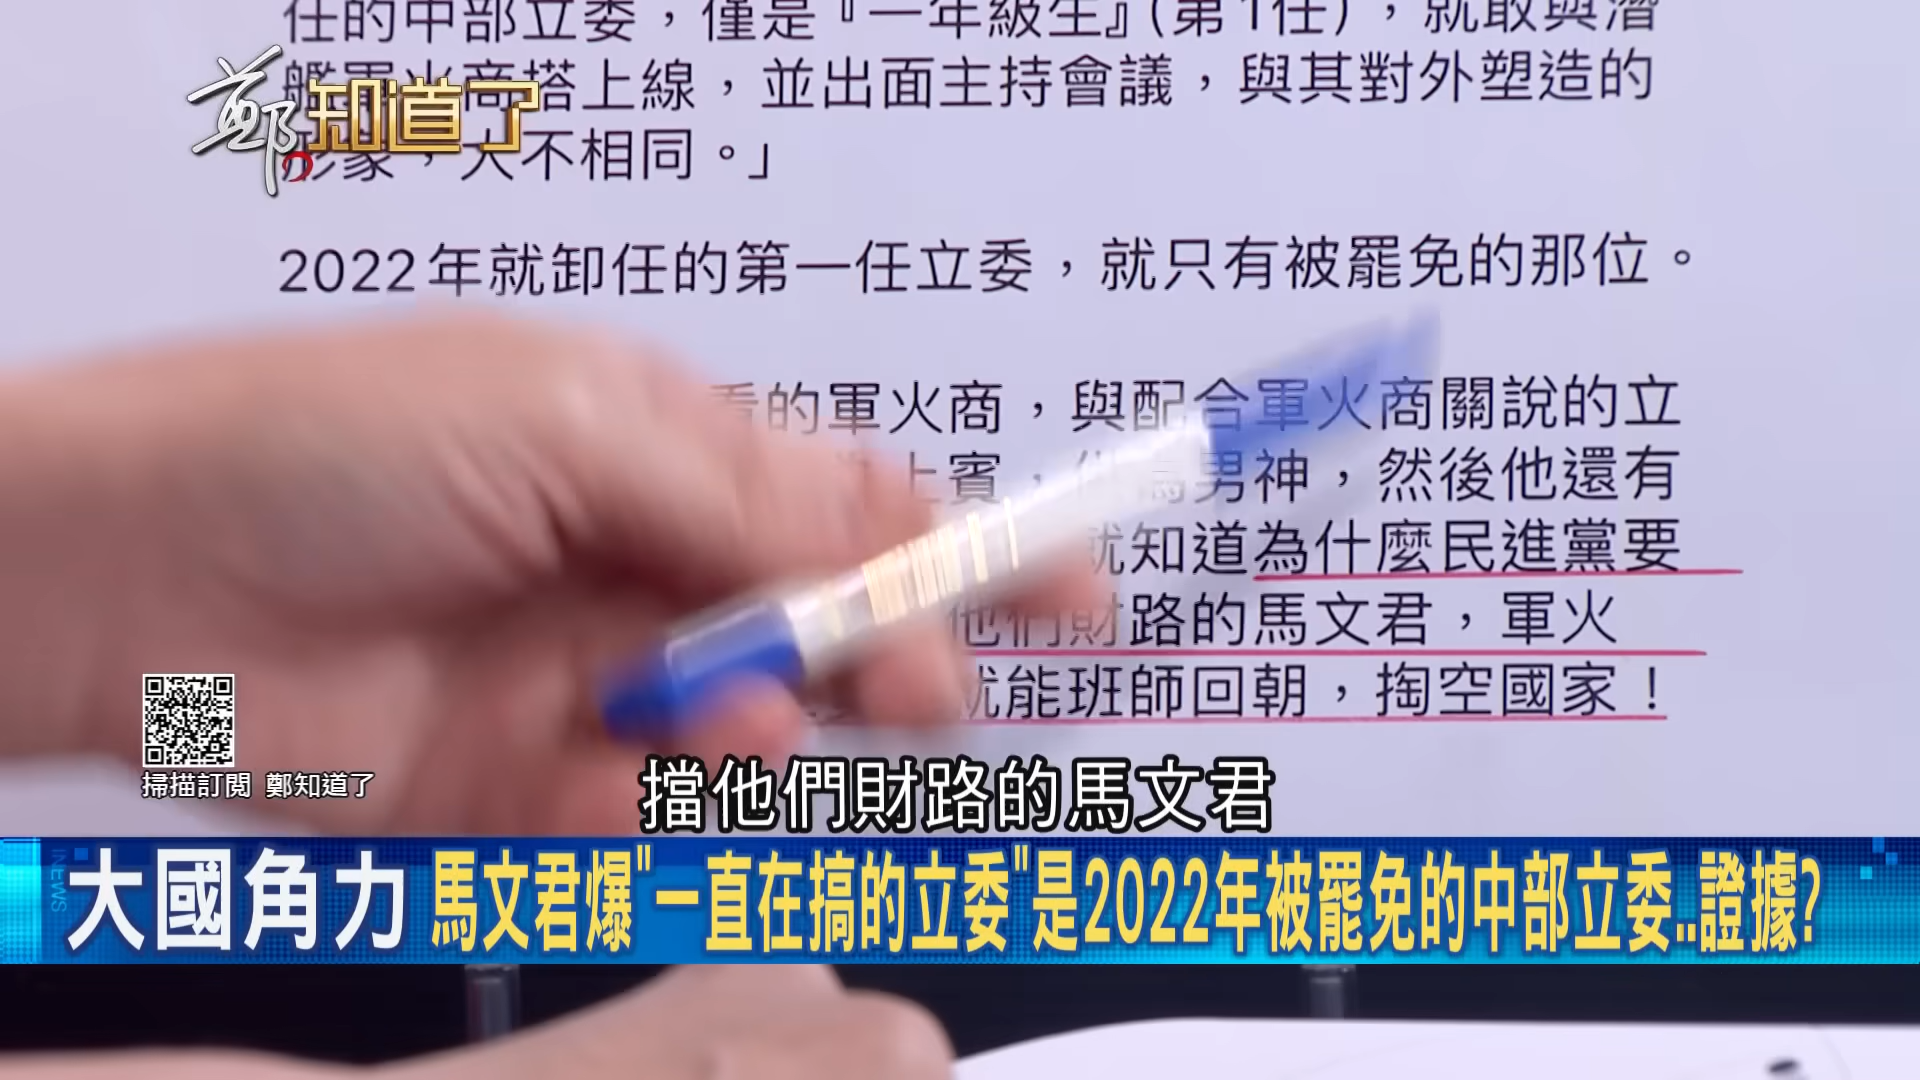 任的中部立委，僅是『一年級生』（第1任），就敢與潛
艦軍火商搭上線，並出面主持會議，與其對外塑造的
形象，大不相同。」
鄭知道了
2022年就卸任的第一任立委，就只有被罷免的那位。
看的軍火商，與配合軍火商關說的立
上賓，男神，然後他還有
就知道為什麼民進黨要
他們財路的馬文君，軍火
就能班師回朝，掏空國家！
掃描訂閱 鄭知道了
擋他們財路的馬文君
INEWS
大國角力 馬文君爆"一直在搞的立委"是2022年被罷免的中部立委..證據?